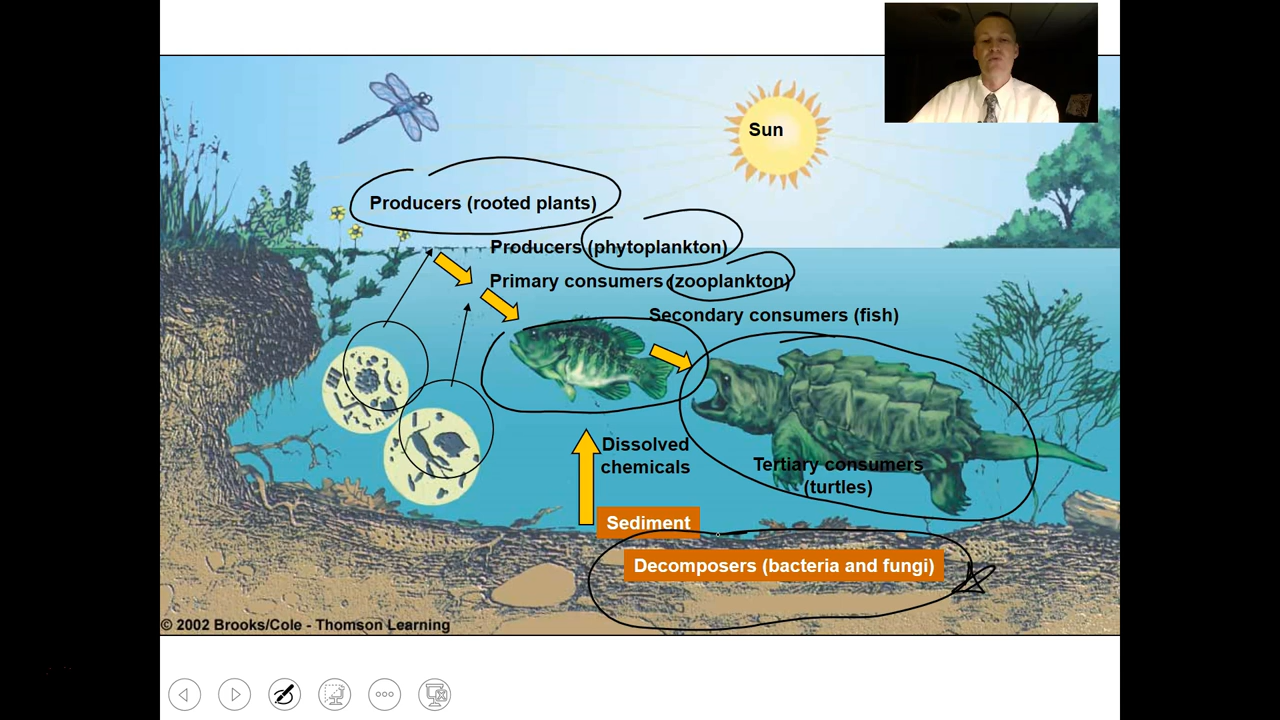 Sun
Producers (rooted plants)
Producers (phytoplankton)
Primary consumers (zooplankton)
Secondary consumers (fish)
Dissolved
chemicals
Tertiary consumers
(turtles)
Sediment
Decomposers (bacteria and fungi)
© 2002 Brooks/Cole - Thomson Learning